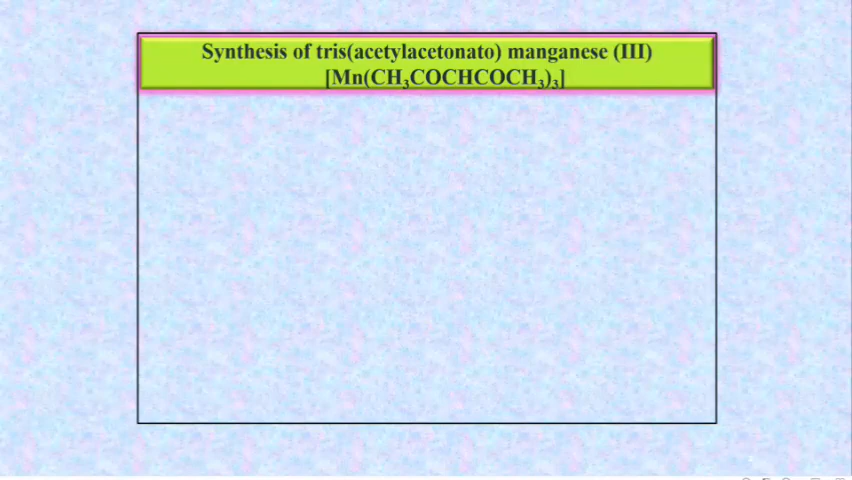 Synthesis of tris(acetylacetonato) manganese (III)
[Mn(CH₃COCHCOCH₃)₃]